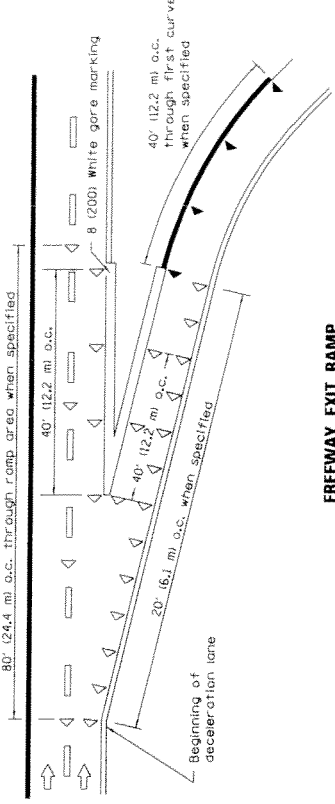 80' (24.4 m) o.c. through ramp area when specified
40' (12.2 m) o.c.
8 (200) White gore marking
40' (12.2 m) o.c.
through first curve
when specified
40' (12.2 m) o.c.
20' (6.1 m) o.c. when specified
Beginning of
deceleration lane
FREEWAY EXIT RAMP